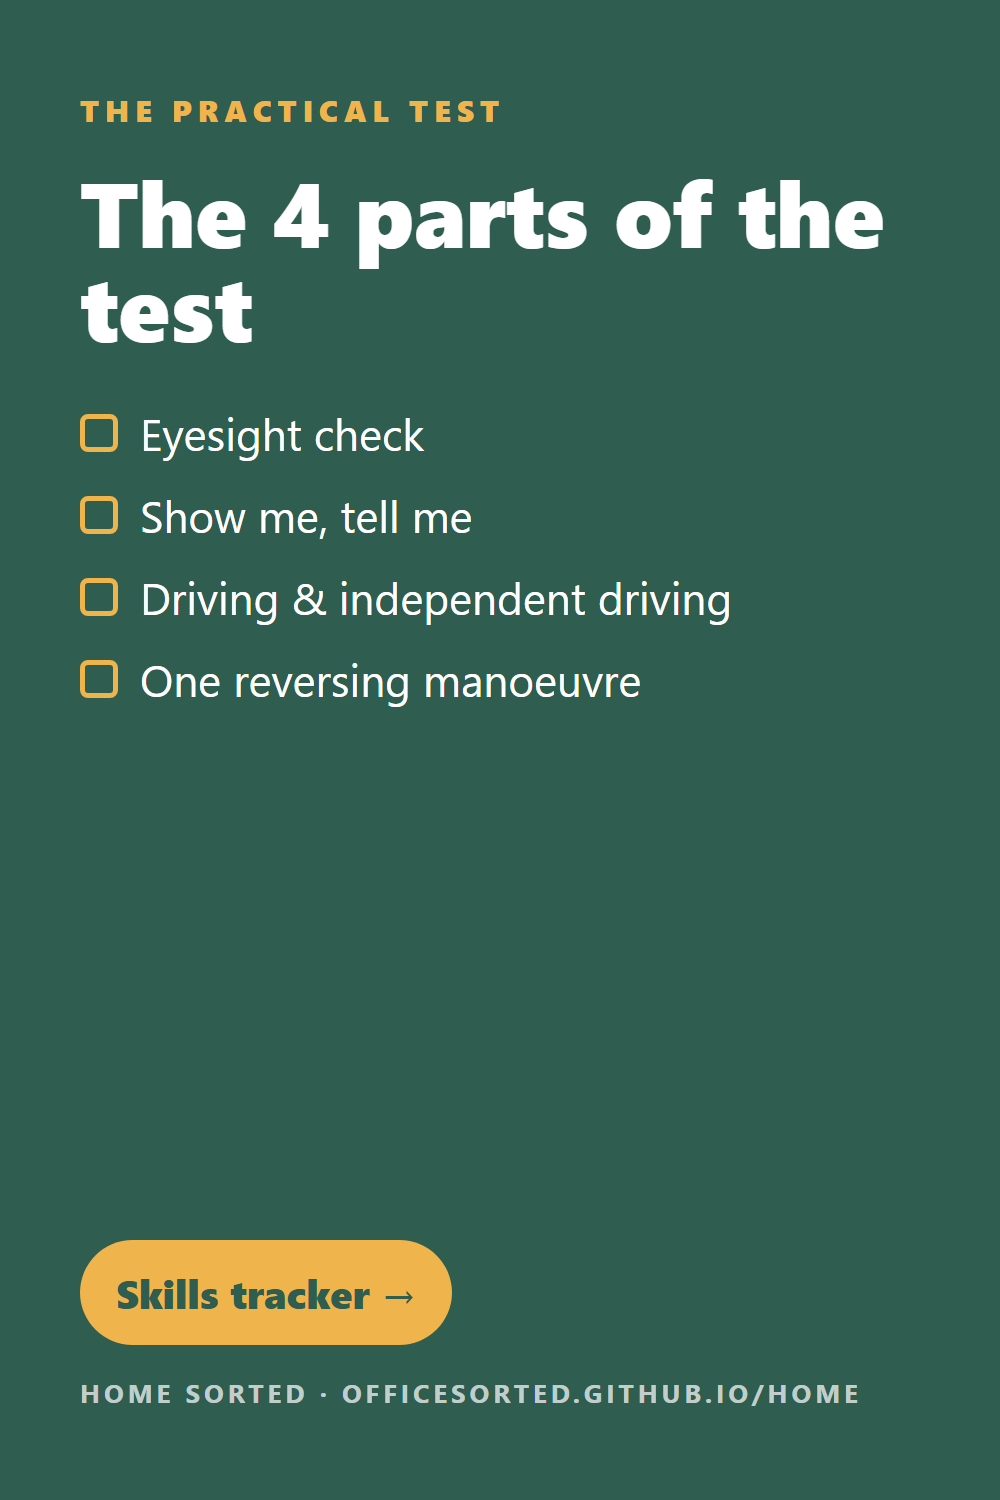 THE PRACTICAL TEST
The 4 parts of the
test
Eyesight check
Show me, tell me
Driving & independent driving
One reversing manoeuvre
Skills tracker →
HOME SORTED · OFFICESORTED.GITHUB.IO/HOME